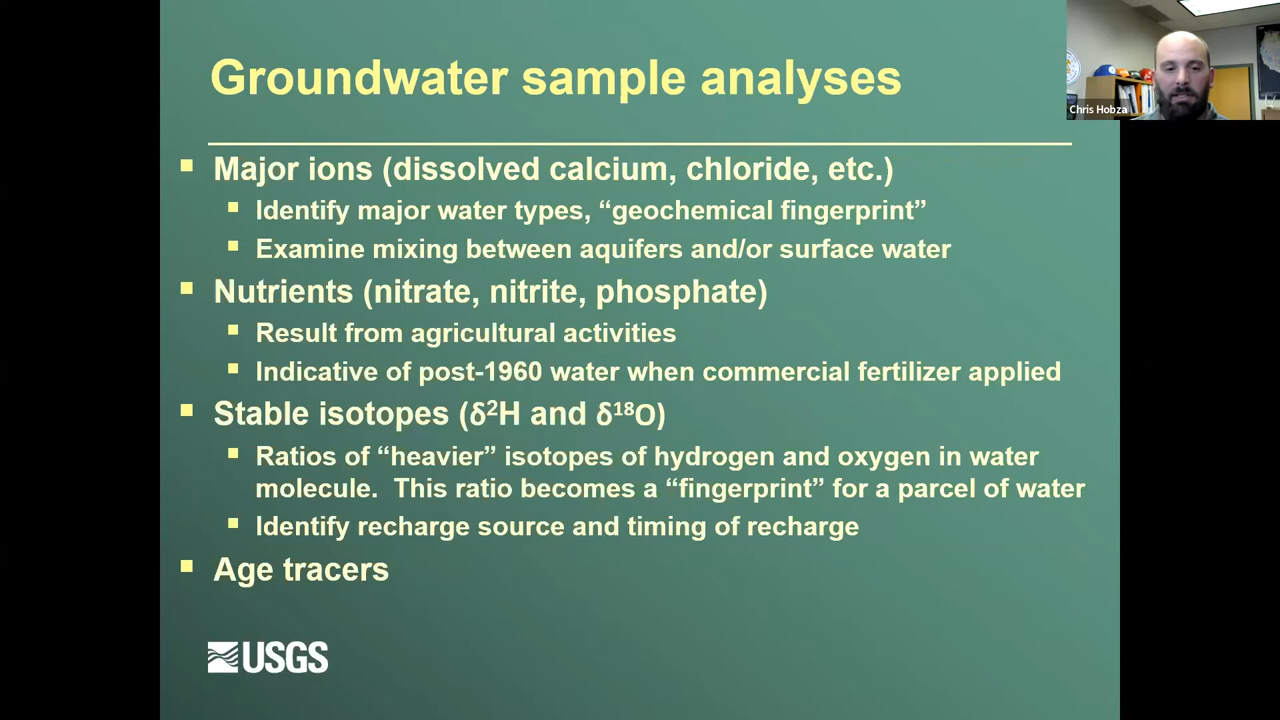 Groundwater sample analyses
Chris Hobza
▪ Major ions (dissolved calcium, chloride, etc.)
▪ Identify major water types, “geochemical fingerprint”
▪ Examine mixing between aquifers and/or surface water
▪ Nutrients (nitrate, nitrite, phosphate)
▪ Result from agricultural activities
▪ Indicative of post-1960 water when commercial fertilizer applied
▪ Stable isotopes (δ²H and δ¹⁸O)
▪ Ratios of “heavier” isotopes of hydrogen and oxygen in water
molecule.  This ratio becomes a “fingerprint” for a parcel of water
▪ Identify recharge source and timing of recharge
▪ Age tracers
USGS